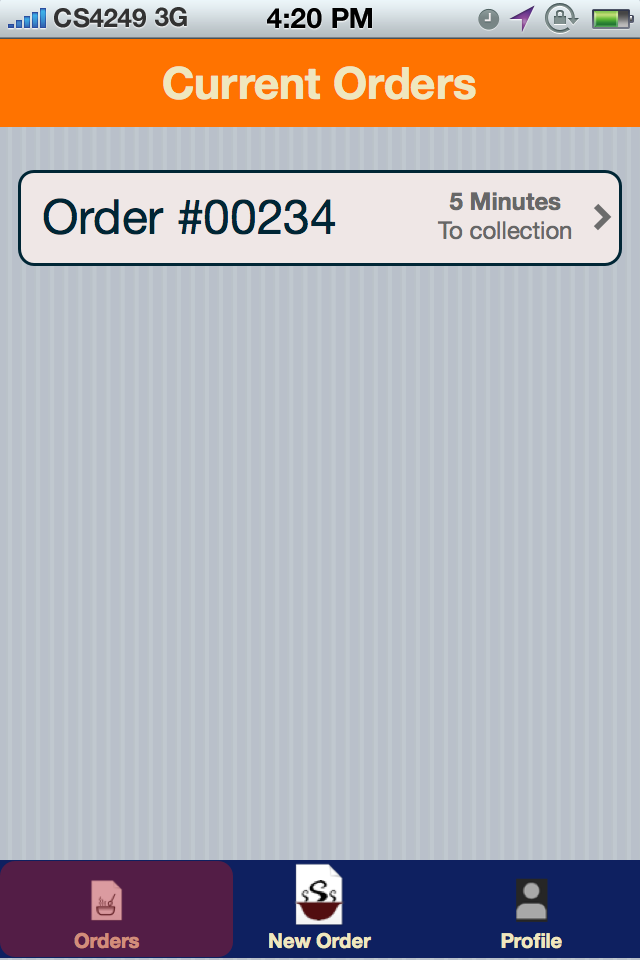 CS4249 3G 4:20 PM
Current Orders
Order #00234
5 Minutes
To collection
Orders
New Order
Profile